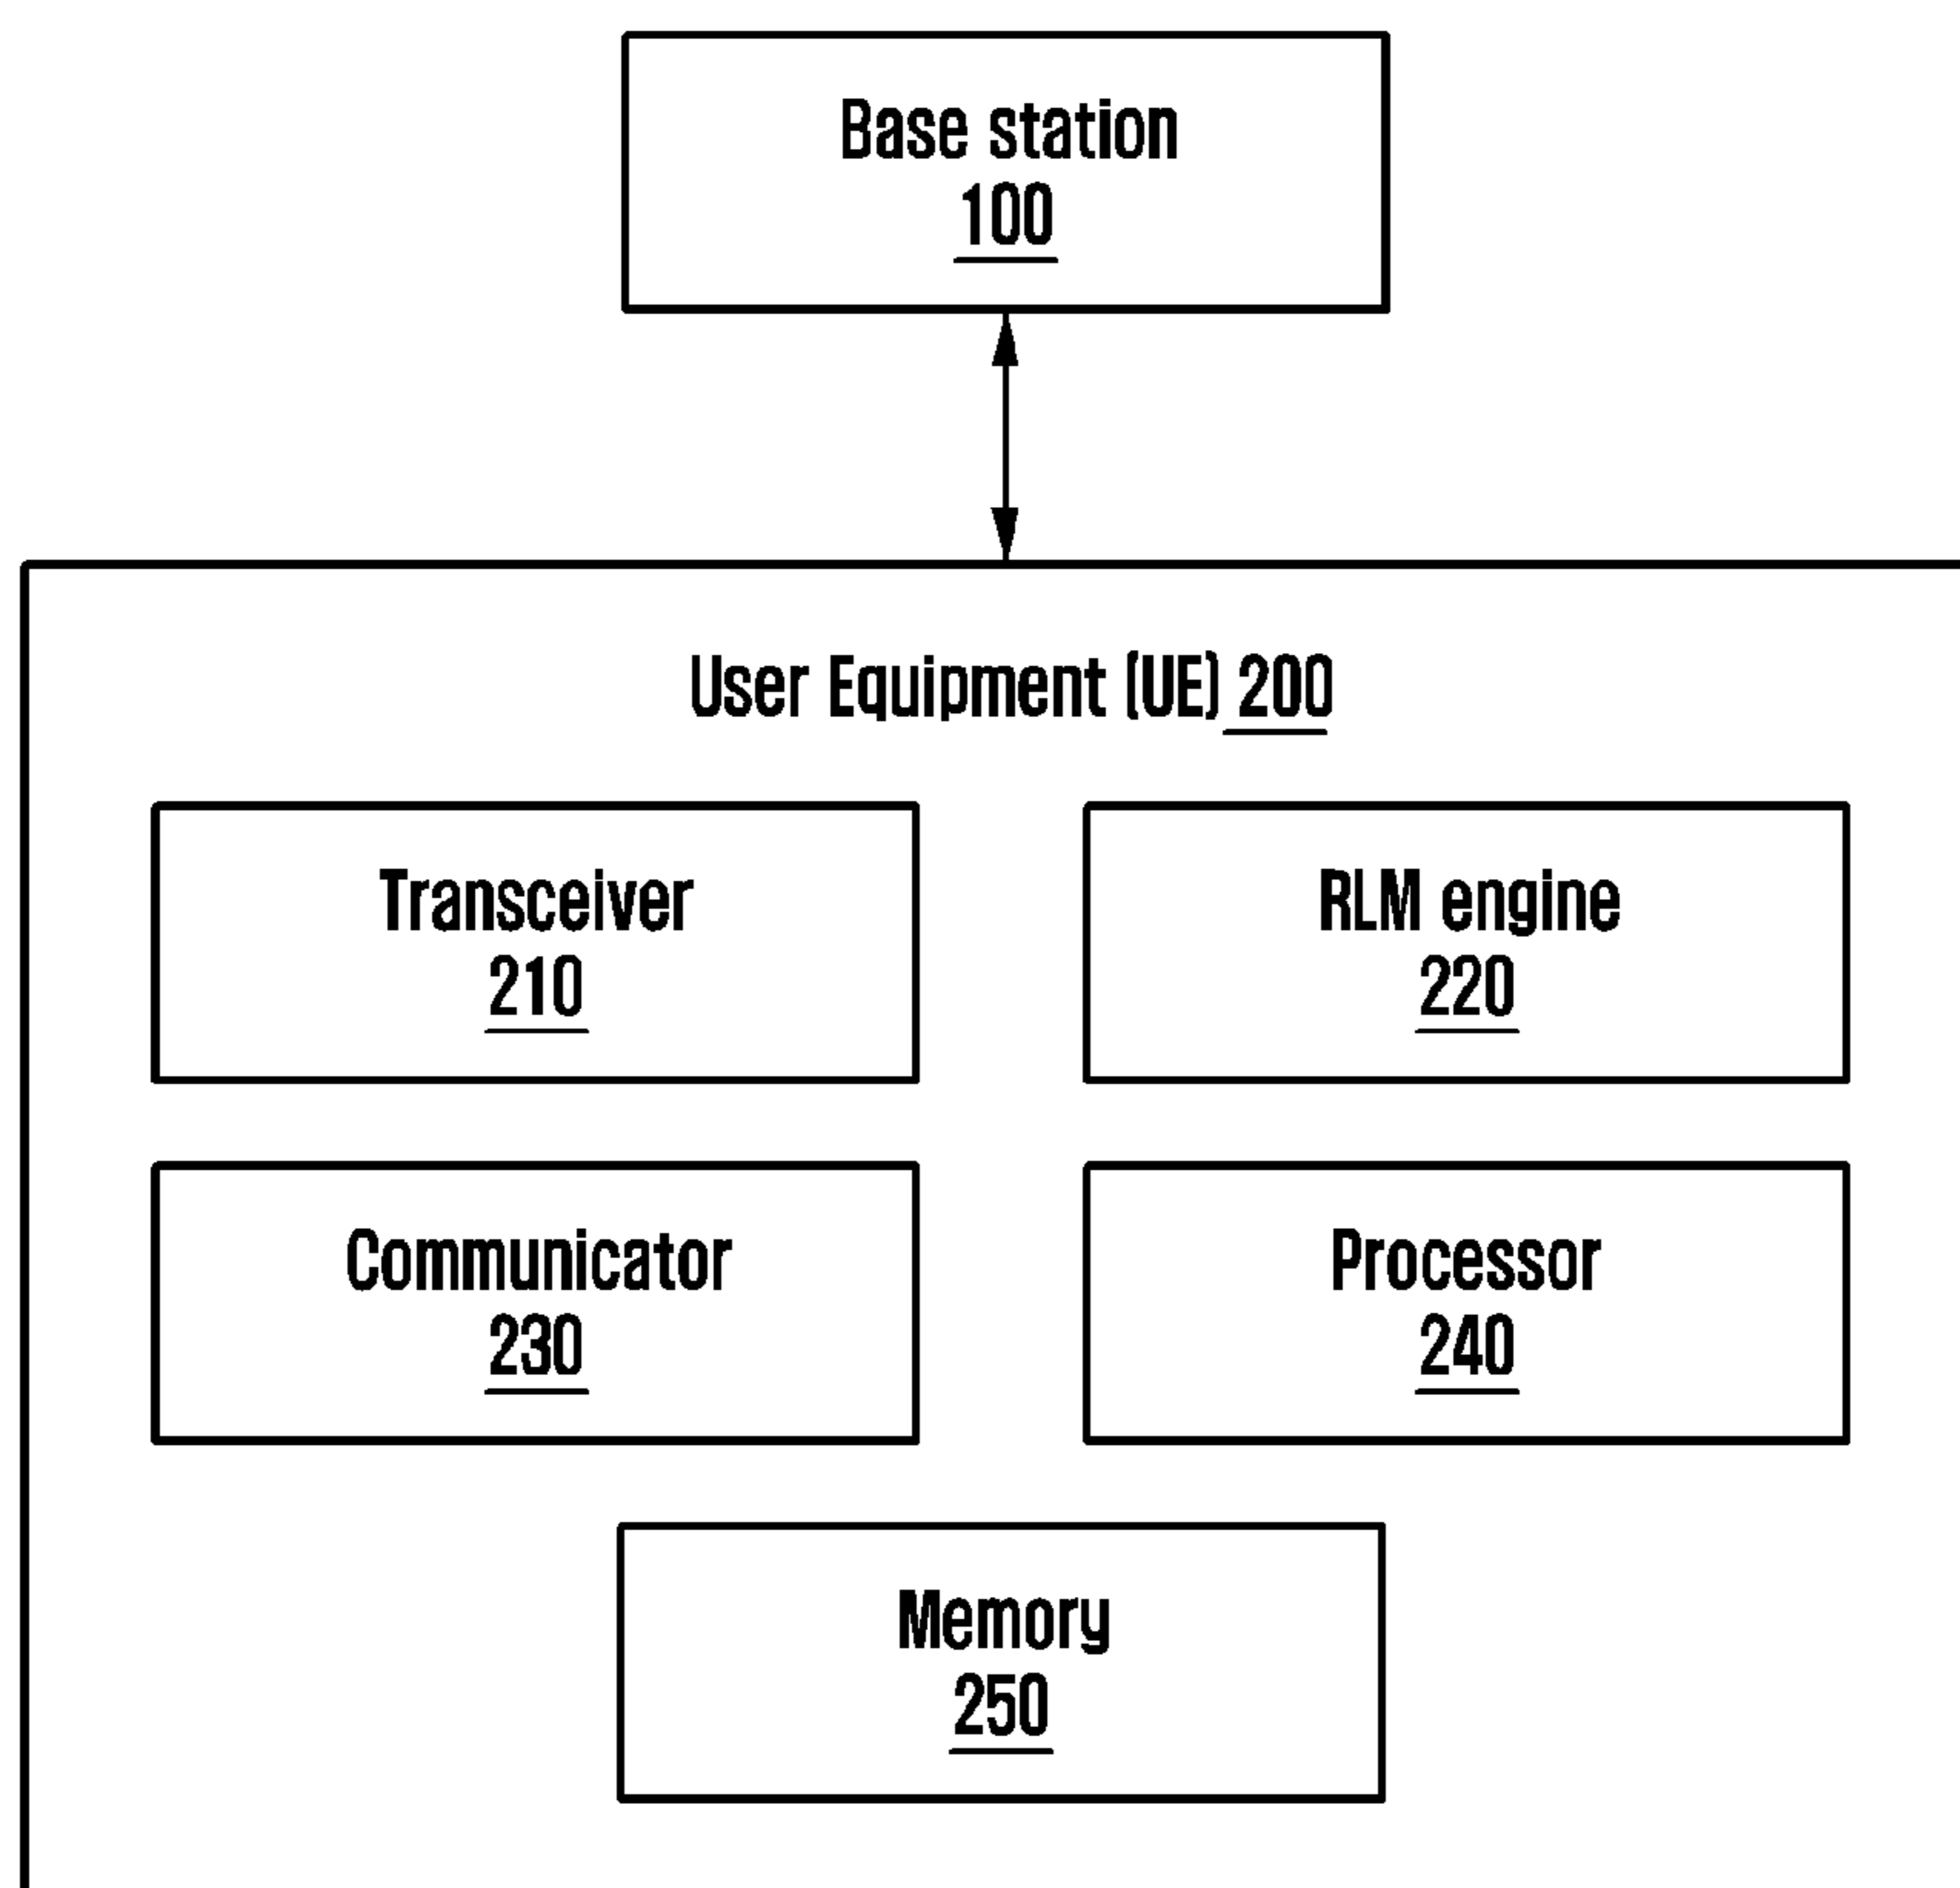 Base station
100
User Equipment (UE) 200
Transceiver
210
RLM engine
220
Communicator
230
Processor
240
Memory
250